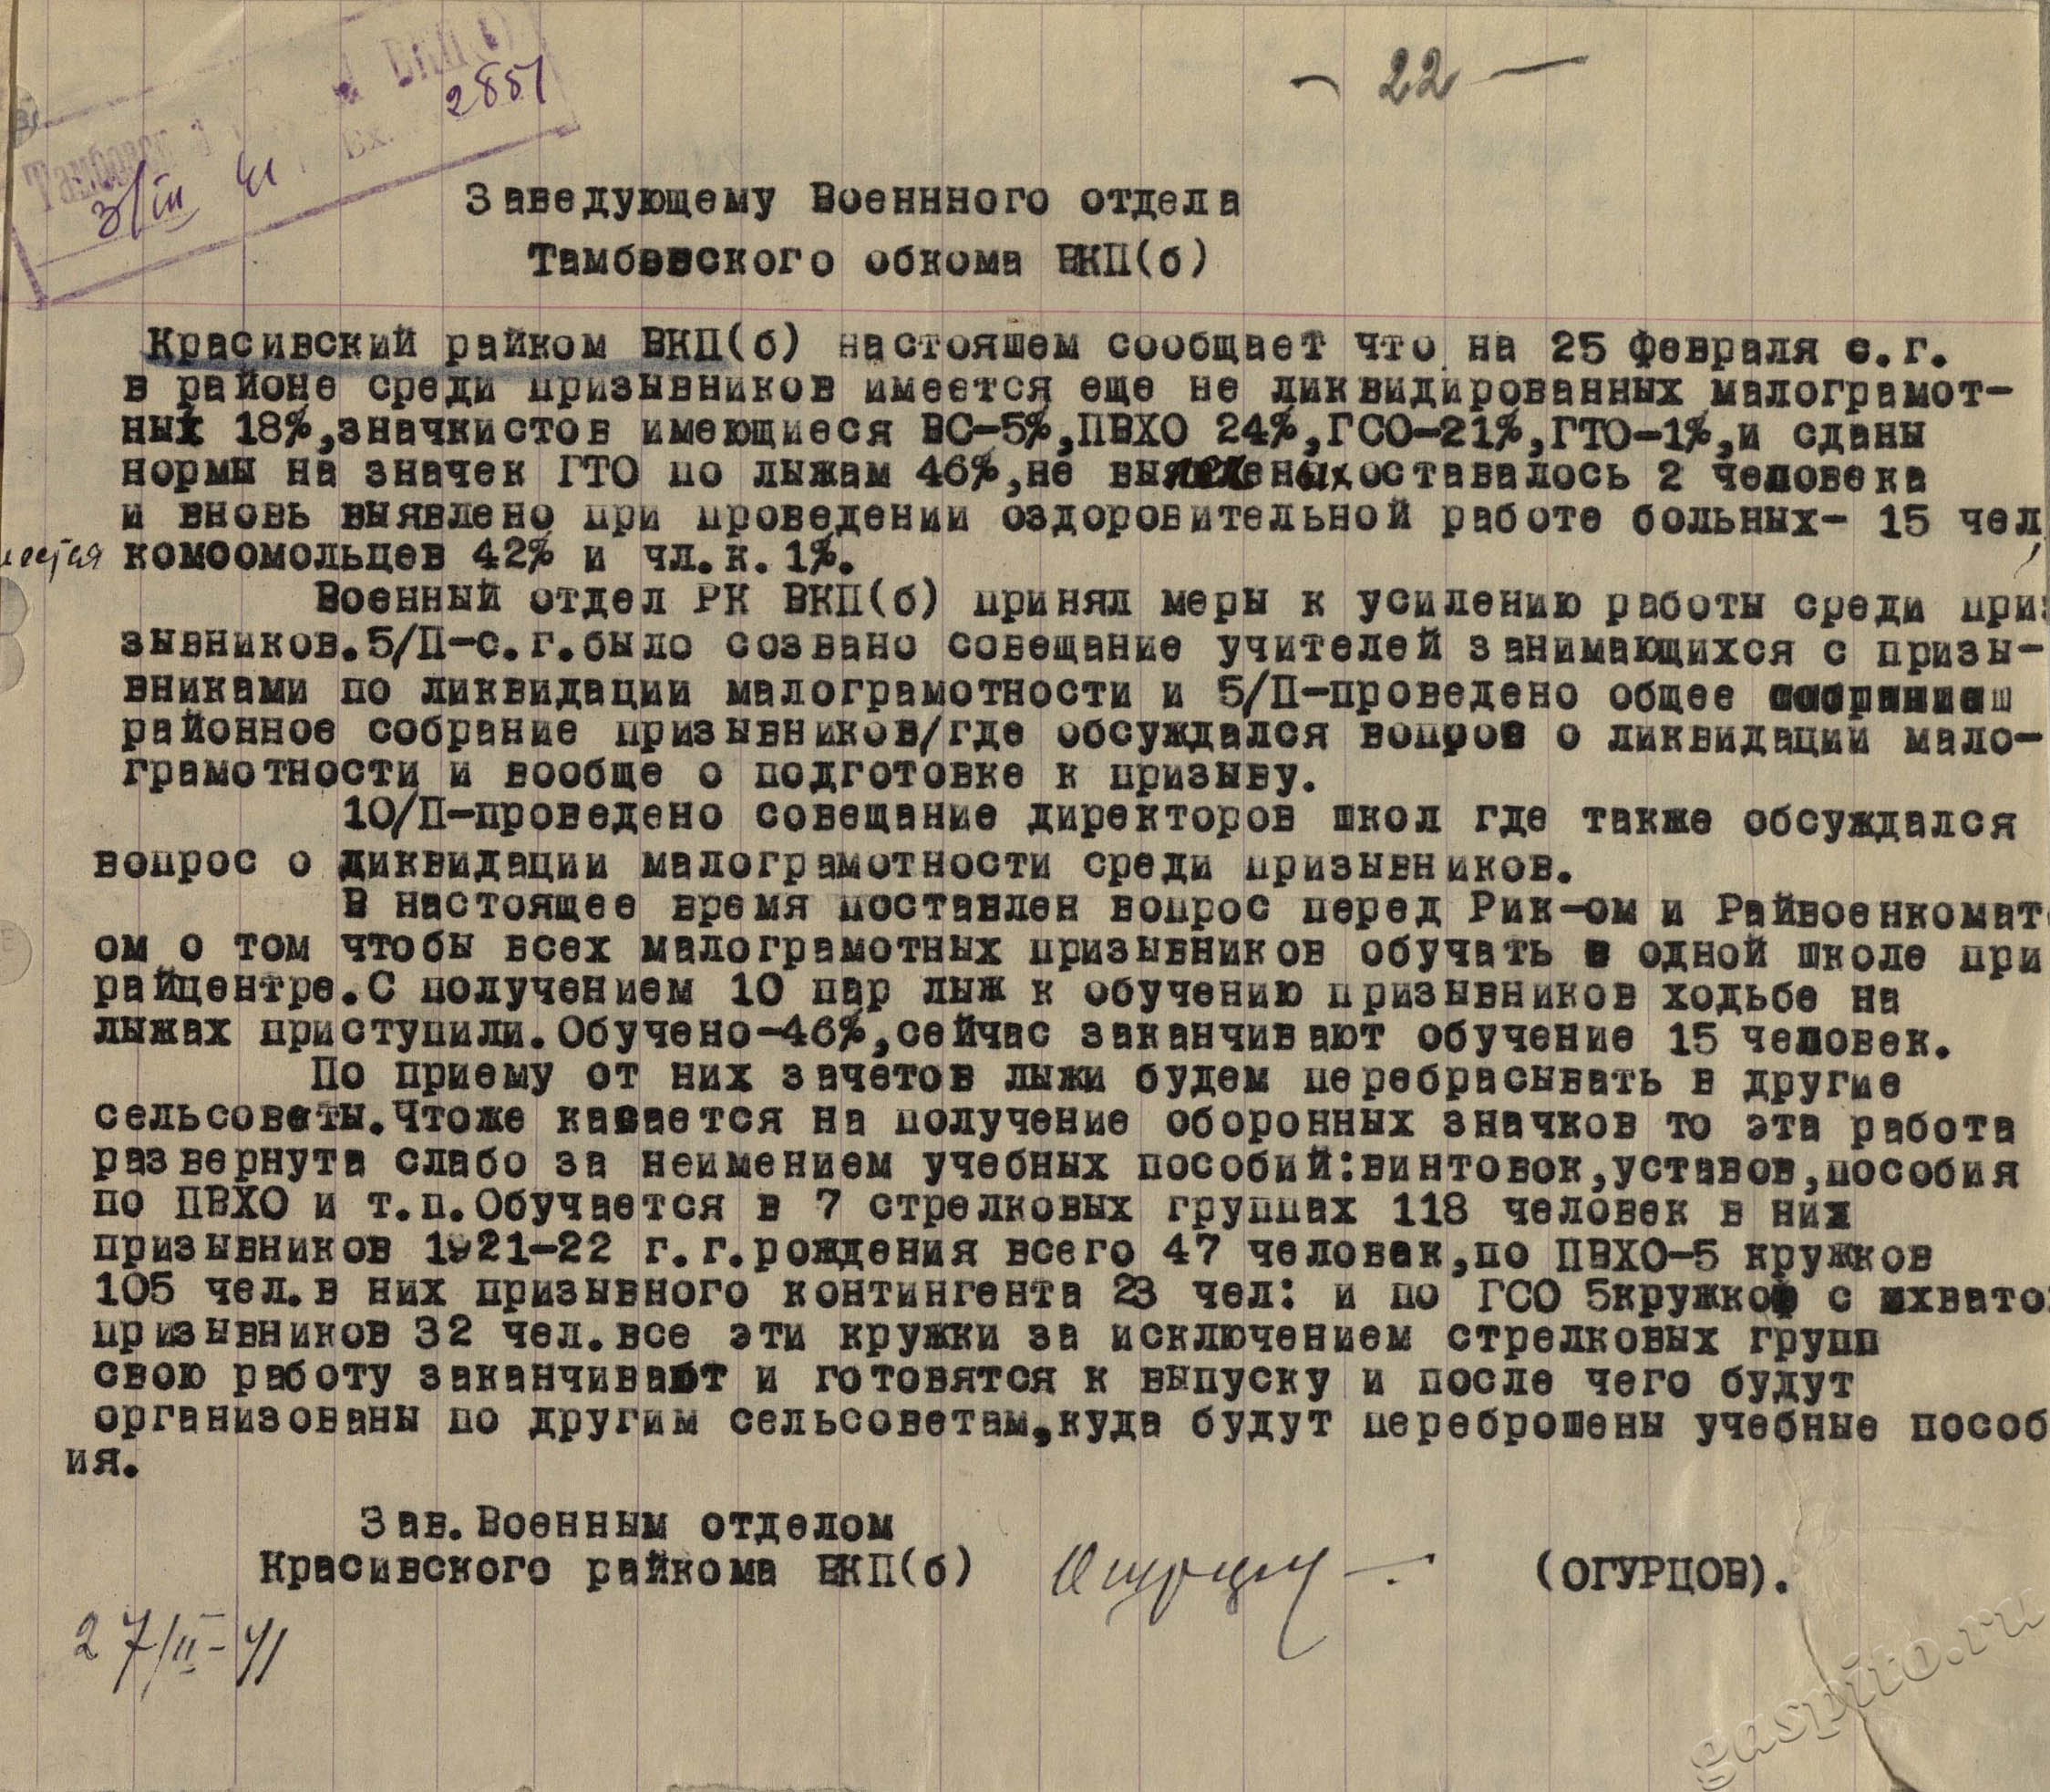 ВКП(б)
2851
Вх.
3/III 41
- 22 -
Заведующему Военнного отдела
Тамбовского обкома ВКП(б)
Красивский райком ВКП(б) настояшем сообщает что на 25 февраля с.г.
в районе среди призывников имеется еще не ликвидированных малограмот-
ных 18%,значкистов имеющиеся ВС-5%,ПВХО 24%,ГСО-21%,ГТО-1%,и сданы
нормы на значек ГТО по лыжам 46%,не оставалось 2 человека
и вновь выявлено при проведении оздоровительной работе больных- 15 чел,
комсомольцев 42% и чл.к.1%.
Военный отдел РК ВКП(б) принял меры к усилению работы среди при
зывников.5/П-с.г.было созвано совещание учителей занимающихся с призы-
вниками по ликвидации малограмотности и 5/П-проведено общее
районное собрание призывников/где обсуждался вопрос о ликвидации мало-
грамотности и вообще о подготовке к призыву.
10/П-проведено совещание директоров школ где также обсуждался
вопрос о ликвидации малограмотности среди призывников.
В настоящее время поставлен вопрос перед Рик-ом и Райвоенкомат
ом о том чтобы всех малограмотных призывников обучать в одной школе при
райцентре.С получением 10 пар лыж к обучению призывников ходьбе на
лыжах приступили.Обучено-46%,сейчас заканчивают обучение 15 человек.
По приему от них зачетов лыжи будем перебрасывать в другие
сельсоветы.Чтоже касается на получение оборонных значков то эта работа
развернута слабо за неимением учебных пособий:винтовок,уставов,пособия
по ПВХО и т.п.Обучается в 7 стрелковых группах 118 человек в них
призывников 1921-22 г.г.рождения всего 47 человек,по ПВХО-5 кружков
105 чел.в них призывного контингента 23 чел: и по ГСО 5кружков с охвато
призывников 32 чел.все эти кружки за исключением стрелковых групп
свою работу заканчивают и готовятся к выпуску и после чего будут
организованы по другим сельсоветам,куда будут переброшены учебные пособ
ия.
Зав.Военным отделом
Красивского райкома ВКП(б)
(ОГУРЦОВ).
27/II-41
gaspito.ru